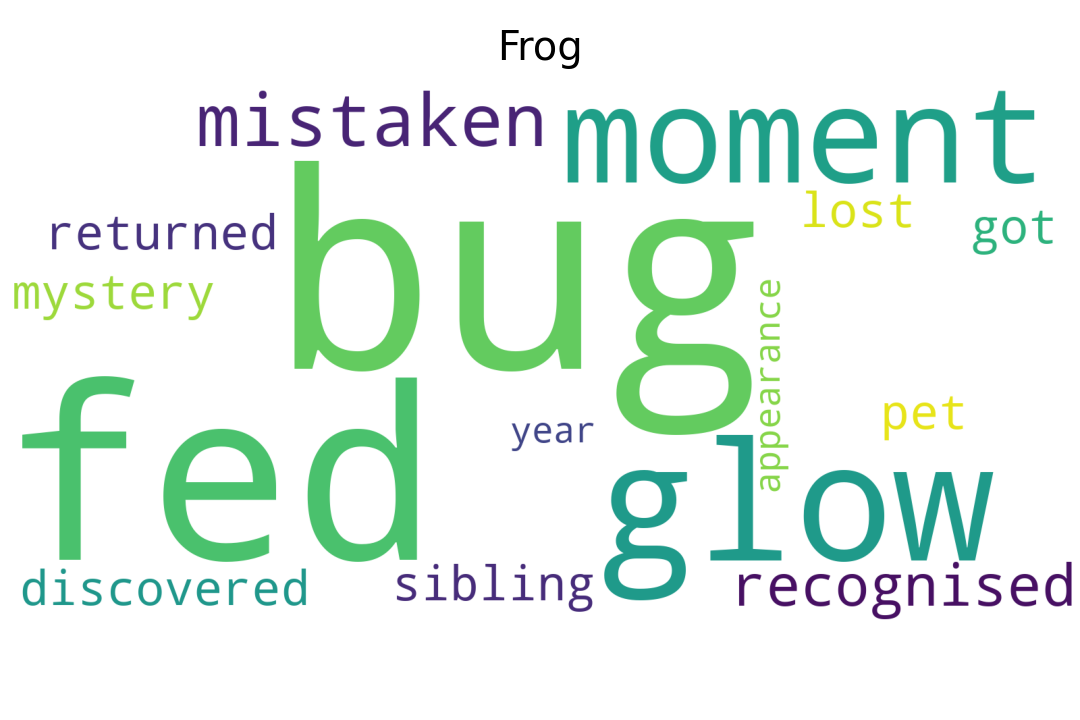 Frog
mistaken
moment
bug
lost
returned
got
mystery
appearance
fed
pet
year
glow
discovered
sibling
recognised